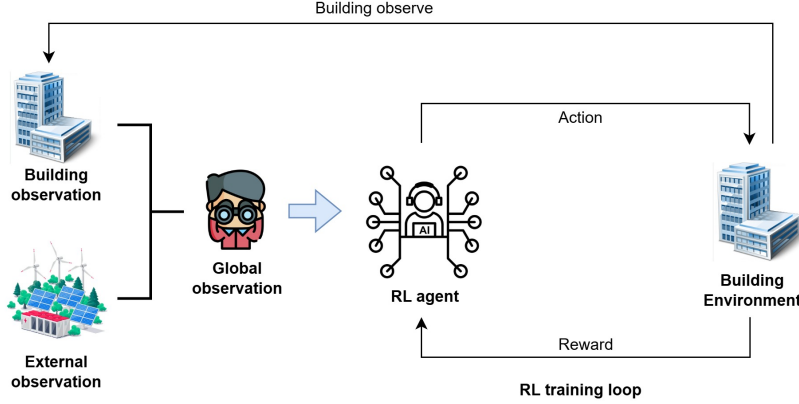 Building observe
Action
Building
observation
AI
Global
observation
RL agent
Building
Environment
Reward
External
observation
RL training loop